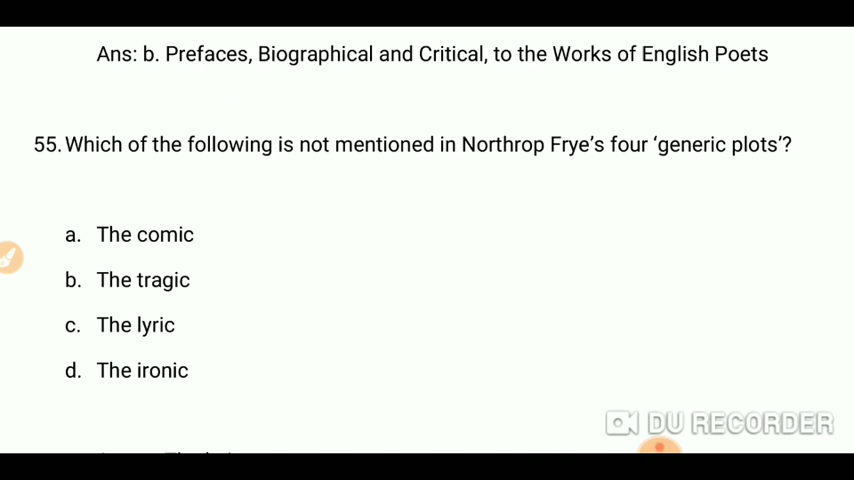 Ans: b. Prefaces, Biographical and Critical, to the Works of English Poets
55. Which of the following is not mentioned in Northrop Frye’s four ‘generic plots’?
a. The comic
b. The tragic
c. The lyric
d. The ironic
DU RECORDER